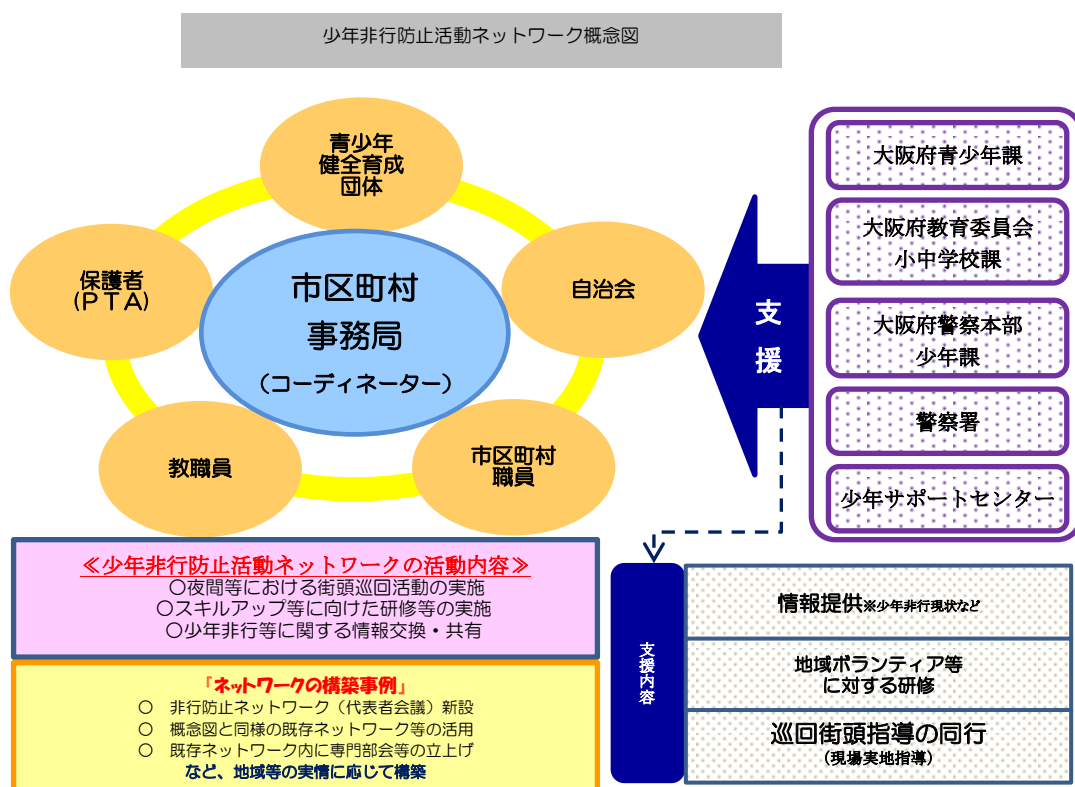 少年非行防止活動ネットワーク概念図
青少年
健全育成
団体
保護者
(ＰＴＡ)
市区町村
事務局
（コーディネーター）
自治会
教職員
市区町村
職員
支
援
大阪府青少年課
大阪府教育委員会
小中学校課
大阪府警察本部
少年課
警察署
少年サポートセンター
≪少年非行防止活動ネットワークの活動内容≫
〇夜間等における街頭巡回活動の実施
〇スキルアップ等に向けた研修等の実施
〇少年非行等に関する情報交換・共有
『ネットワークの構築事例』
〇　非行防止ネットワーク（代表者会議）新設
〇　概念図と同様の既存ネットワーク等の活用
〇　既存ネットワーク内に専門部会等の立上げ
など、地域等の実情に応じて構築
支援内容
情報提供※少年非行現状など
地域ボランティア等
に対する研修
巡回街頭指導の同行
（現場実地指導）